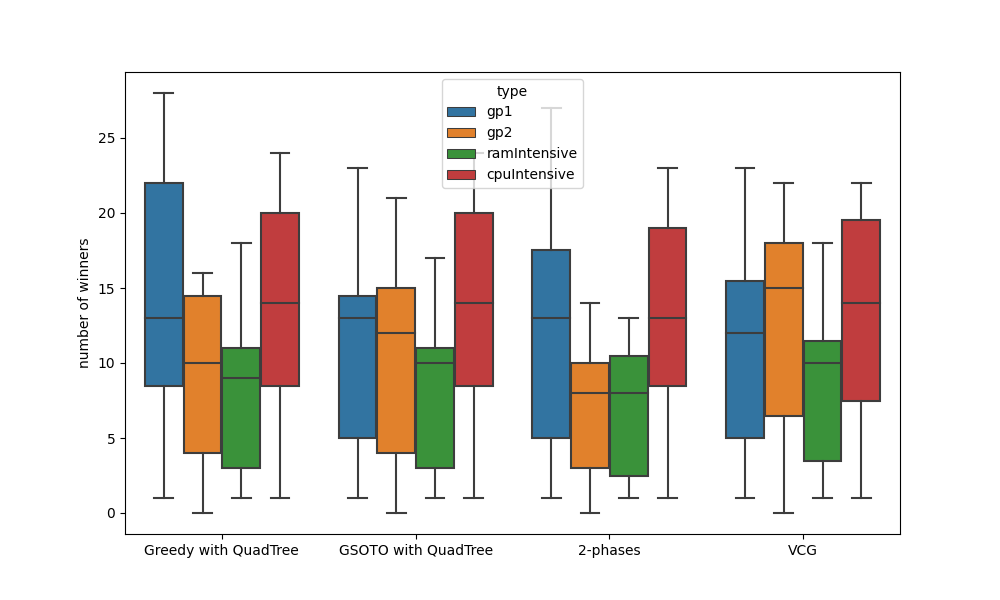 type
gp1
gp2
ramIntensive
cpuIntensive
number of winners
25
20
15
10
5
0
Greedy with QuadTree GSOTO with QuadTree 2-phases VCG